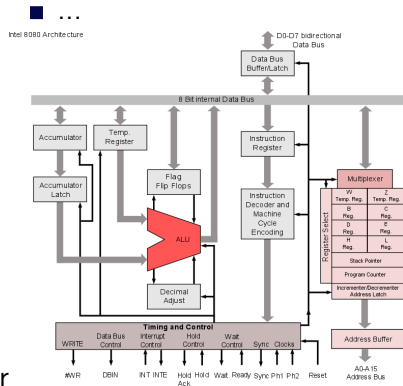 ...
Intel 8080 Architecture
D0-D7 bidirectional
Data Bus
Data Bus
Buffer/Latch
8 Bit internal Data Bus
Accumulator
Temp.
Register
Instruction
Register
Accumulator
Latch
Flag
Flip Flops
Multiplexer
Register Select
W
Temp. Reg.
Z
Temp. Reg.
B
Reg.
C
Reg.
D
Reg.
E
Reg.
H
Reg.
L
Reg.
Stack Pointer
Program Counter
Incrementer/Decrementer
Address Latch
Instruction
Decoder and
Machine
Cycle
Encoding
ALU
Decimal
Adjust
Timing and Control
WRITE
Data Bus
Control
Interrupt
Control
Hold
Control
Wait
Control
Sync
Clocks
Address Buffer
#WR
DBIN
INT
INTE
Hold
Ack
Hold
Wait
Ready
Sync
Ph1
Ph2
Reset
A0-A15
Address Bus
r